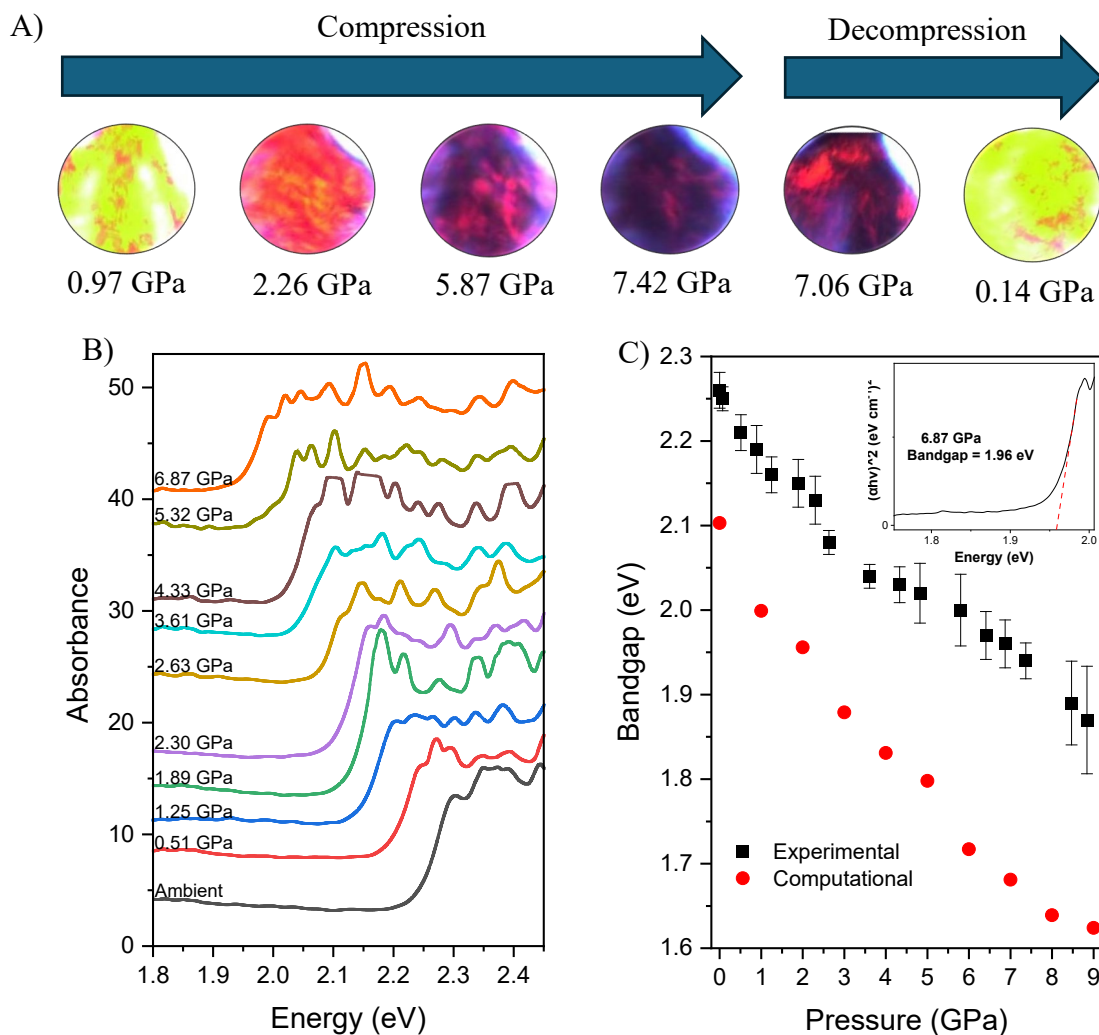 A)
Compression
Decompression
0.97 GPa
2.26 GPa
5.87 GPa
7.42 GPa
7.06 GPa
0.14 GPa
B)
Absorbance
50
40
30
20
10
0
6.87 GPa
5.32 GPa
4.33 GPa
3.61 GPa
2.63 GPa
2.30 GPa
1.89 GPa
1.25 GPa
0.51 GPa
Ambient
1.8 1.9 2.0 2.1 2.2 2.3 2.4
Energy (eV)
C)
Bandgap (eV)
2.3
2.2
2.1
2.0
1.9
1.8
1.7
1.6
(αhν)^2 (eV cm⁻¹)²
6.87 GPa
Bandgap = 1.96 eV
0
1.8 1.9 2.0
Energy (eV)
Experimental
Computational
0 1 2 3 4 5 6 7 8 9
Pressure (GPa)